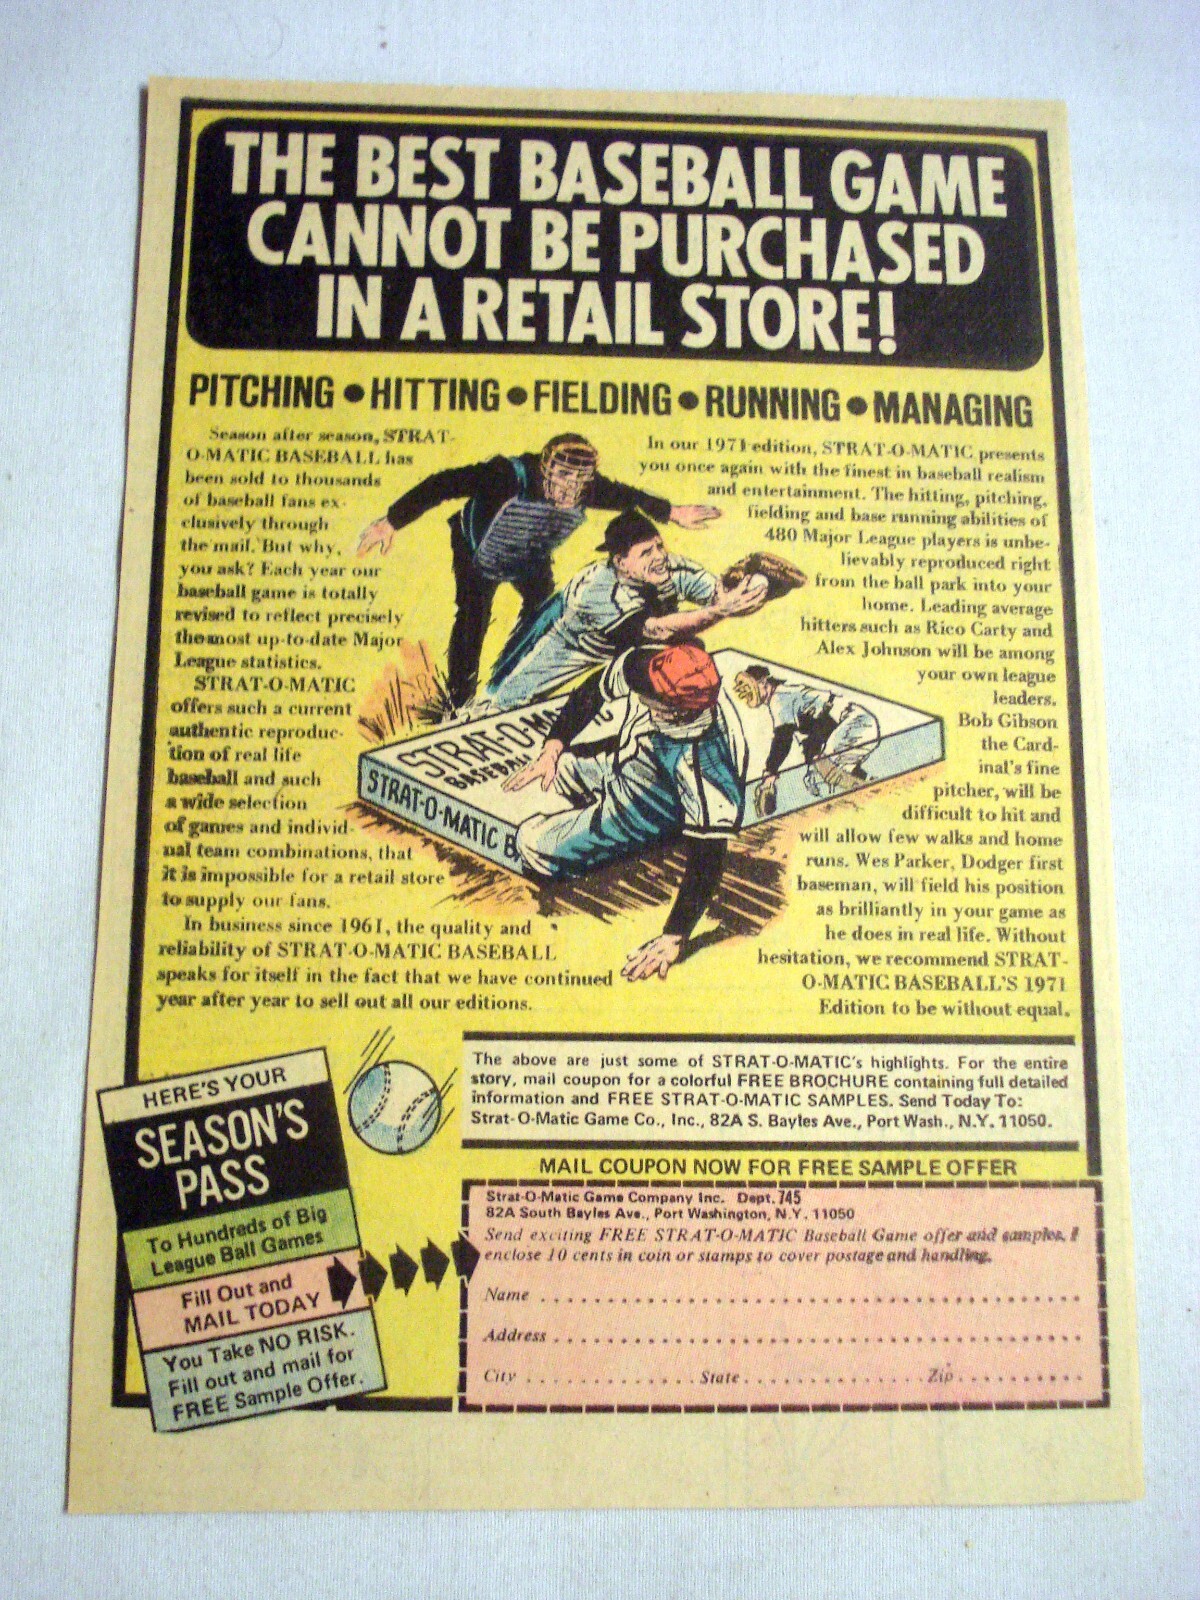 THE BEST BASEBALL GAME
CANNOT BE PURCHASED
IN A RETAIL STORE!
PITCHING • HITTING • FIELDING • RUNNING • MANAGING
Season after season, STRAT-
O-MATIC BASEBALL has
been sold to thousands
of baseball fans ex-
clusively through
the mail. But why,
you ask? Each year our
baseball game is totally
revised to reflect precisely
the most up-to-date Major
League statistics.
STRAT-O-MATIC
offers such a current
authentic reproduc-
tion of real life
baseball and such
a wide selection
of games and individ-
ual team combinations, that
it is impossible for a retail store
to supply our fans.
In business since 1961, the quality and
reliability of STRAT-O-MATIC BASEBALL
speaks for itself in the fact that we have continued
year after year to sell out all our editions.
In our 1971 edition, STRAT-O-MATIC presents
you once again with the finest in baseball realism
and entertainment. The hitting, pitching,
fielding and base running abilities of
480 Major League players is unbe-
lievably reproduced right
from the ball park into your
home. Leading average
hitters such as Rico Carty and
Alex Johnson will be among
your own league
leaders.
Bob Gibson
the Card-
inal's fine
pitcher, will be
difficult to hit and
will allow few walks and home
runs. Wes Parker, Dodger first
baseman, will field his position
as brilliantly in your game as
he does in real life. Without
hesitation, we recommend STRAT-
O-MATIC BASEBALL'S 1971
Edition to be without equal.
STRAT-O-MATIC
BASEBALL
STRAT-O-MATIC B
The above are just some of STRAT-O-MATIC's highlights. For the entire
story, mail coupon for a colorful FREE BROCHURE containing full detailed
information and FREE STRAT-O-MATIC SAMPLES. Send Today To:
Strat-O-Matic Game Co., Inc., 82A S. Bayles Ave., Port Wash., N.Y. 11050.
HERE'S YOUR
SEASON'S
PASS
To Hundreds of Big
League Ball Games
Fill Out and
MAIL TODAY
You Take NO RISK.
Fill out and mail for
FREE Sample Offer.
MAIL COUPON NOW FOR FREE SAMPLE OFFER
Strat-O-Matic Game Company Inc. Dept. 745
82A South Bayles Ave., Port Washington, N.Y. 11050
Send exciting FREE STRAT-O-MATIC Baseball Game offer and samples. I
enclose 10 cents in coin or stamps to cover postage and handling.
Name
Address
City State Zip